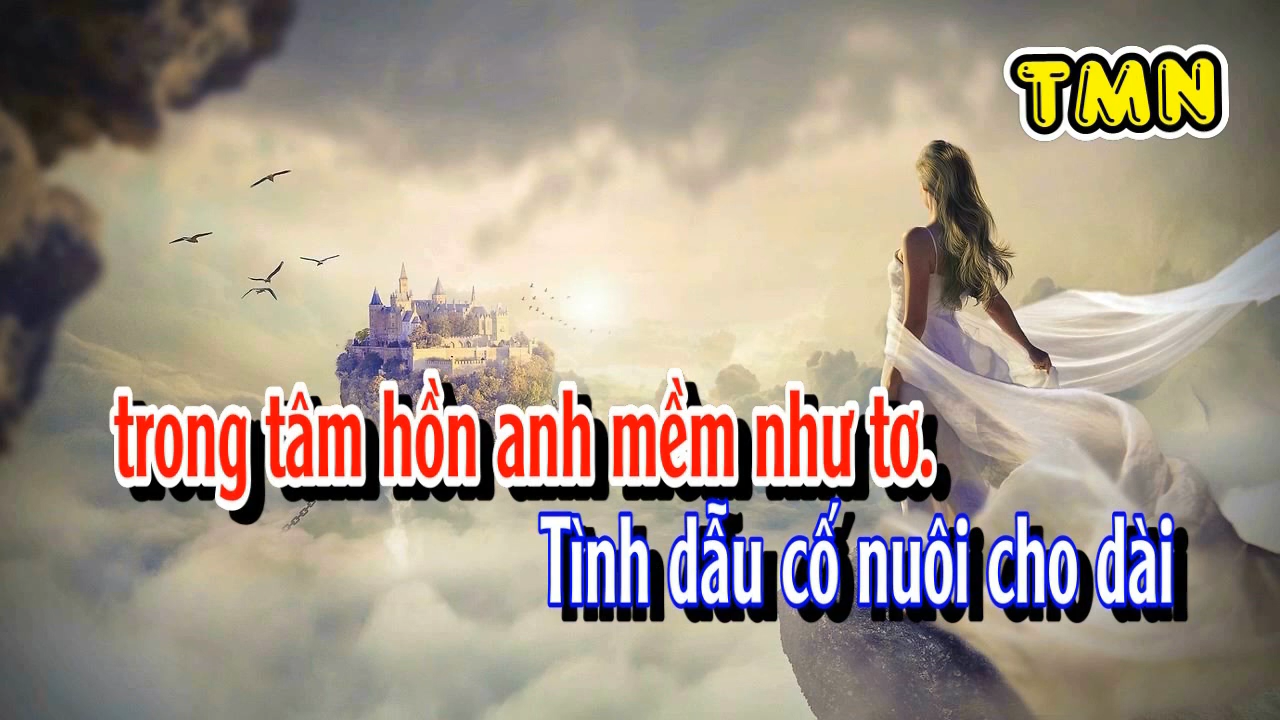 TMN
trong tâm hồn anh mềm như tơ.
Tình dẫu cố nuôi cho dài